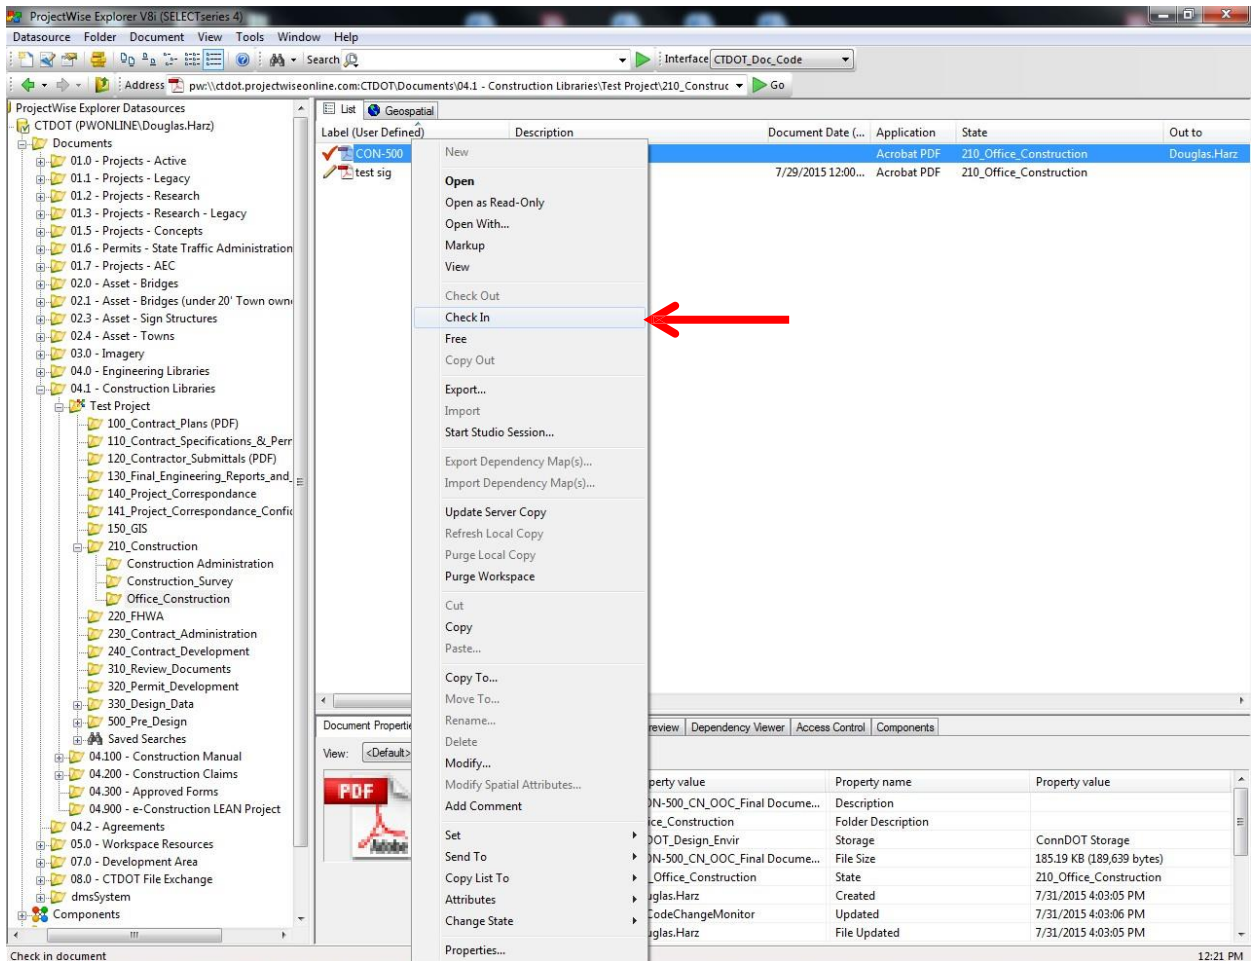 ProjectWise Explorer V8i (SELECTseries 4)
Datasource Folder Document View Tools Window Help
Search Interface CTDOT_Doc_Code
Address pw:\\ctdot.projectwiseonline.com:CTDOT\Documents\04.1 - Construction Libraries\Test Project\210_Construc Go
ProjectWise Explorer Datasources
CTDOT (PWONLINE\Douglas.Harz)
Documents
01.0 - Projects - Active
01.1 - Projects - Legacy
01.2 - Projects - Research
01.3 - Projects - Research - Legacy
01.5 - Projects - Concepts
01.6 - Permits - State Traffic Administration
01.7 - Projects - AEC
02.0 - Asset - Bridges
02.1 - Asset - Bridges (under 20' Town own
02.3 - Asset - Sign Structures
02.4 - Asset - Towns
03.0 - Imagery
04.0 - Engineering Libraries
04.1 - Construction Libraries
Test Project
100_Contract_Plans (PDF)
110_Contract_Specifications_&_Perr
120_Contractor_Submittals (PDF)
130_Final_Engineering_Reports_and_
140_Project_Correspondance
141_Project_Correspondance_Confid
150_GIS
210_Construction
Construction Administration
Construction_Survey
Office_Construction
220_FHWA
230_Contract_Administration
240_Contract_Development
310_Review_Documents
320_Permit_Development
330_Design_Data
500_Pre_Design
Saved Searches
04.100 - Construction Manual
04.200 - Construction Claims
04.300 - Approved Forms
04.900 - e-Construction LEAN Project
04.2 - Agreements
05.0 - Workspace Resources
07.0 - Development Area
08.0 - CTDOT File Exchange
dmsSystem
Components
List Geospatial
Label (User Defined) Description Document Date (... Application State Out to
CON-500 Acrobat PDF 210_Office_Construction Douglas.Harz
test sig 7/29/2015 12:00... Acrobat PDF 210_Office_Construction
New
Open
Open as Read-Only
Open With...
Markup
View
Check Out
Check In
Free
Copy Out
Export...
Import
Start Studio Session...
Export Dependency Map(s)...
Import Dependency Map(s)...
Update Server Copy
Refresh Local Copy
Purge Local Copy
Purge Workspace
Cut
Copy
Paste...
Copy To...
Move To...
Rename...
Delete
Modify...
Modify Spatial Attributes...
Add Comment
Set
Send To
Copy List To
Attributes
Change State
Properties...
Document Properti review Dependency Viewer Access Control Components
View: <Default>
PDF
Adobe
perty value Property name Property value
ON-500_CN_OOC_Final Docume... Description
ice_Construction Folder Description
DOT_Design_Envir Storage ConnDOT Storage
ON-500_CN_OOC_Final Docume... File Size 185.19 KB (189,639 bytes)
_Office_Construction State 210_Office_Construction
uglas.Harz Created 7/31/2015 4:03:05 PM
CodeChangeMonitor Updated 7/31/2015 4:03:06 PM
uglas.Harz File Updated 7/31/2015 4:03:05 PM
Check in document 12:21 PM